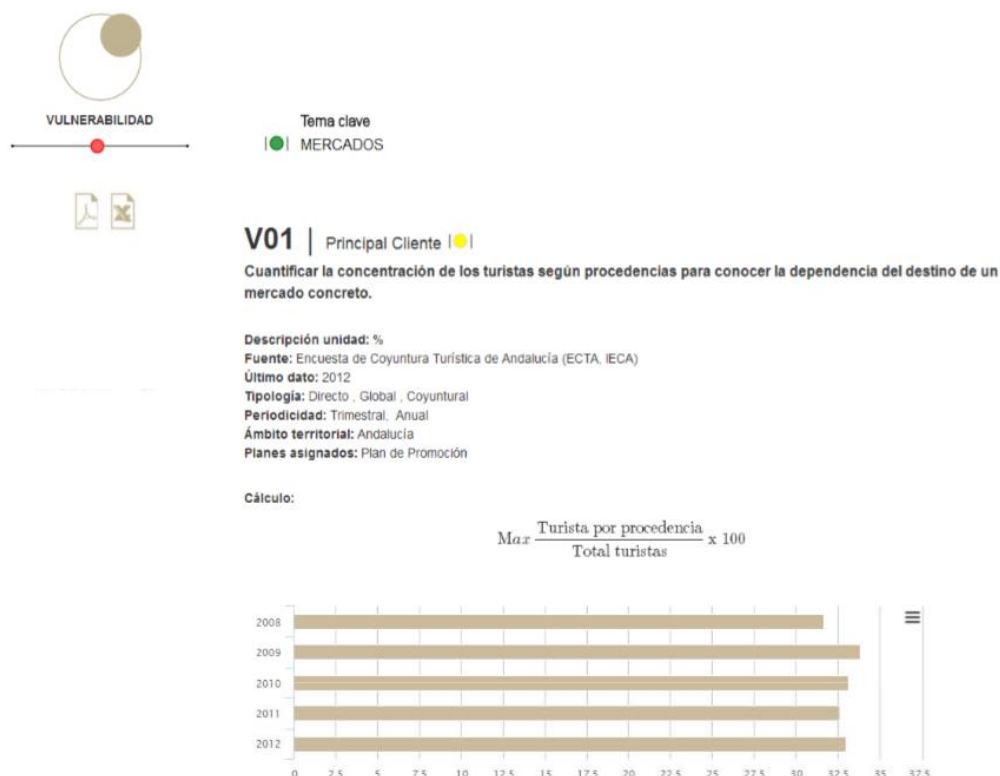 VULNERABILIDAD
Tema clave
MERCADOS
V01 | Principal Cliente
Cuantificar la concentración de los turistas según procedencias para conocer la dependencia del destino de un
mercado concreto.
Descripción unidad: %
Fuente: Encuesta de Coyuntura Turística de Andalucía (ECTA, IECA)
Último dato: 2012
Tipología: Directo , Global , Coyuntural
Periodicidad: Trimestral, Anual
Ámbito territorial: Andalucía
Planes asignados: Plan de Promoción
Cálculo:
Max Turista por procedencia / Total turistas x 100
2008
2009
2010
2011
2012
0 2.5 5 7.5 10 12.5 15 17.5 20 22.5 25 27.5 30 32.5 35 37.5